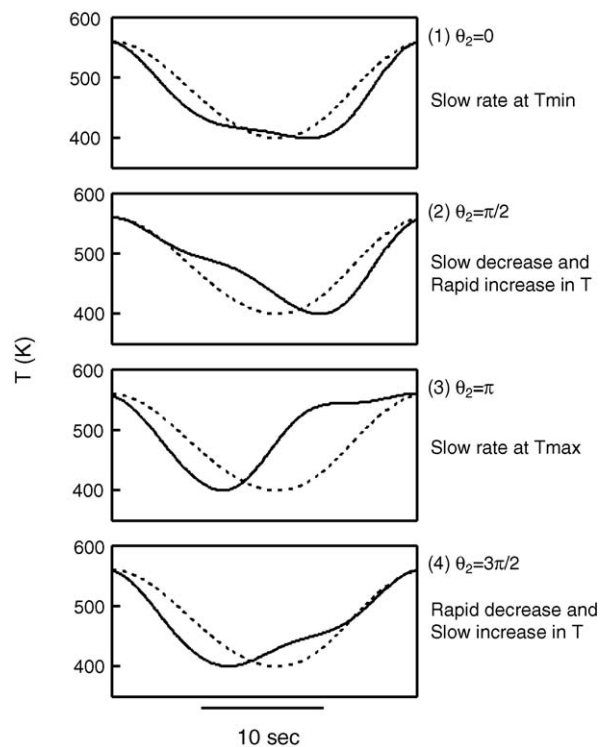 600
500
400
(1) θ2=0
Slow rate at Tmin
600
500
400
(2) θ2=π/2
Slow decrease and
Rapid increase in T
T (K)
600
500
400
(3) θ2=π
Slow rate at Tmax
600
500
400
(4) θ2=3π/2
Rapid decrease and
Slow increase in T
10 sec